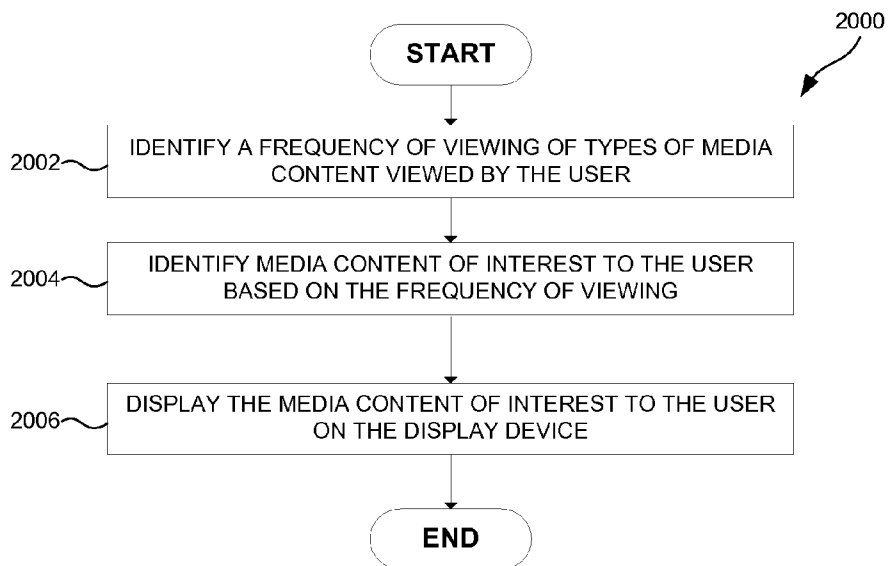 2000
START
2002
IDENTIFY A FREQUENCY OF VIEWING OF TYPES OF MEDIA
CONTENT VIEWED BY THE USER
2004
IDENTIFY MEDIA CONTENT OF INTEREST TO THE USER
BASED ON THE FREQUENCY OF VIEWING
2006
DISPLAY THE MEDIA CONTENT OF INTEREST TO THE USER
ON THE DISPLAY DEVICE
END